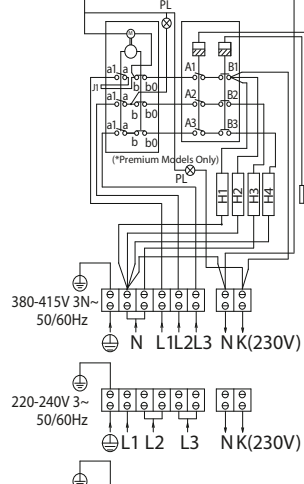 PL
M
a1 a
A1 B1
J1
b b0
a1 a
A2 B2
b b0
a1 a
A3 B3
b b0
(*Premium Models Only)
PL
H1 H2 H3 H4
380-415V 3N~
50/60Hz
N L1L2L3 N K(230V)
220-240V 3~
50/60Hz
L1 L2 L3 N K(230V)